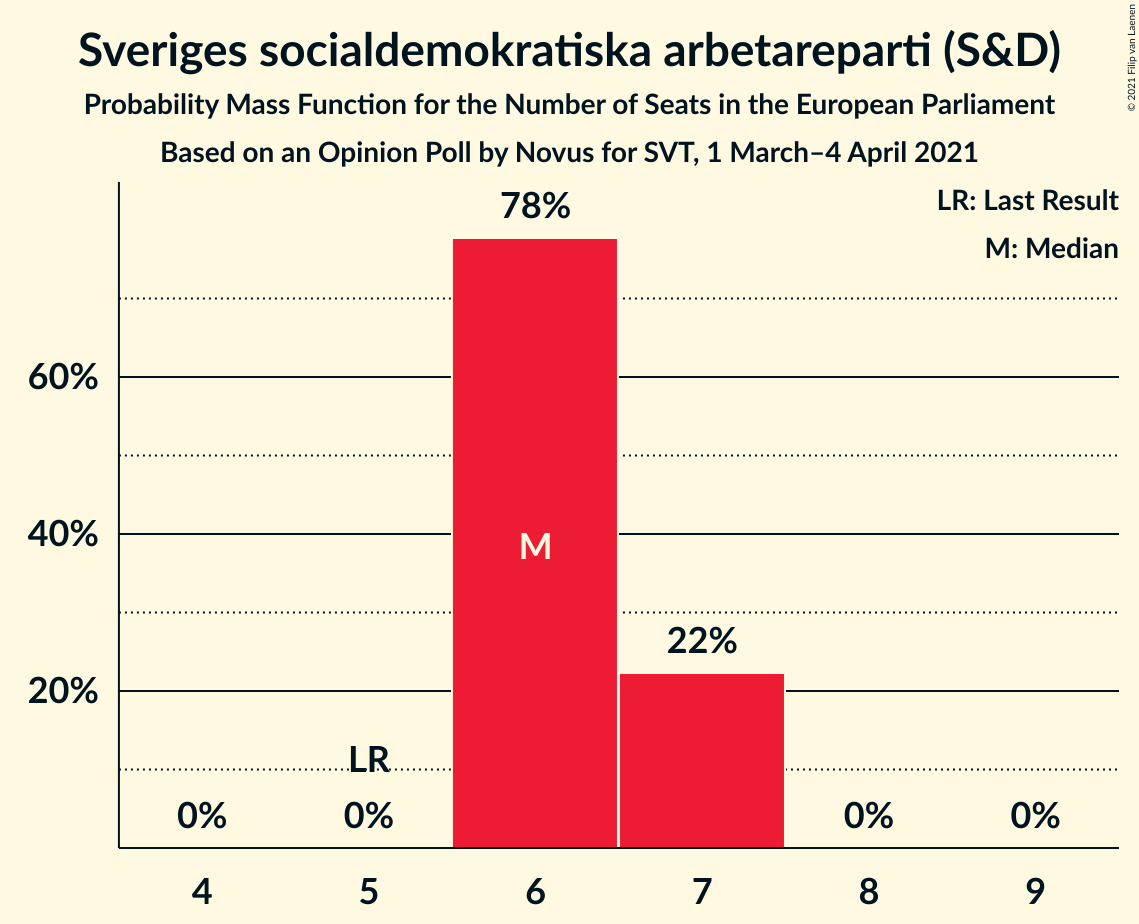 Sveriges socialdemokratiska arbetareparti (S&D)
Probability Mass Function for the Number of Seats in the European Parliament
Based on an Opinion Poll by Novus for SVT, 1 March–4 April 2021
© 2021 Filip van Laenen
LR: Last Result
M: Median
78%
60%
40%
M
22%
20%
LR
0%
0%
0%
0%
4
5
6
7
8
9